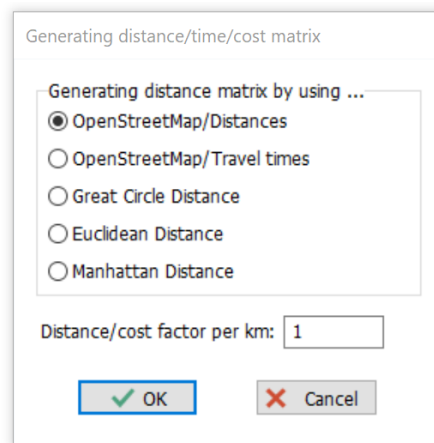 Generating distance/time/cost matrix
Generating distance matrix by using ...
OpenStreetMap/Distances
OpenStreetMap/Travel times
Great Circle Distance
Euclidean Distance
Manhattan Distance
Distance/cost factor per km: 1
OK Cancel